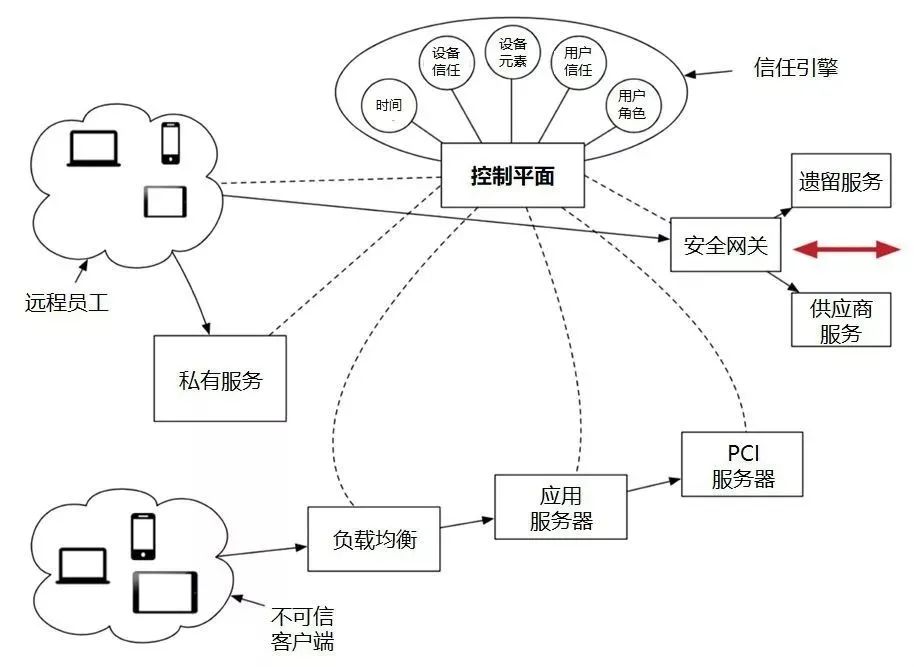 设备
信任
设备
元素
用户
信任
时间
用户
角色
信任引擎
控制平面
遗留服务
安全网关
供应商
服务
远程员工
私有服务
PCI
服务器
应用
服务器
负载均衡
不可信
客户端